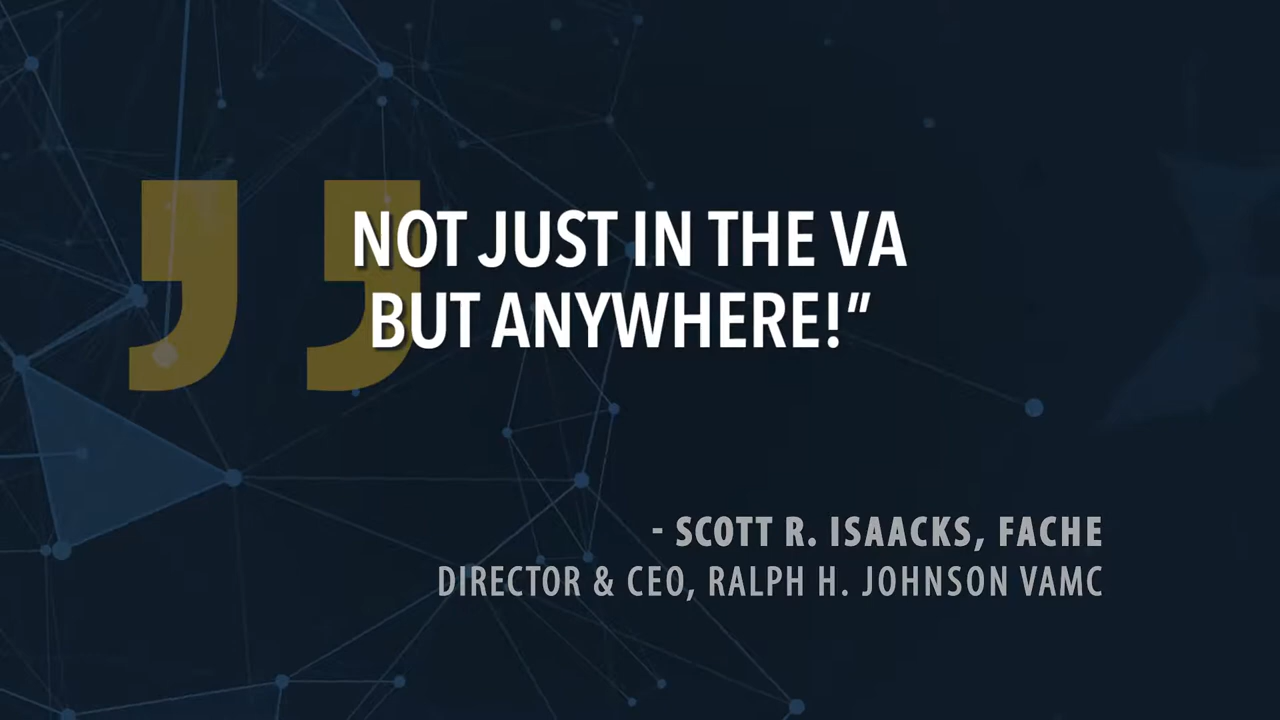 NOT JUST IN THE VA
BUT ANYWHERE!”
- SCOTT R. ISAACKS, FACHE
DIRECTOR & CEO, RALPH H. JOHNSON VAMC